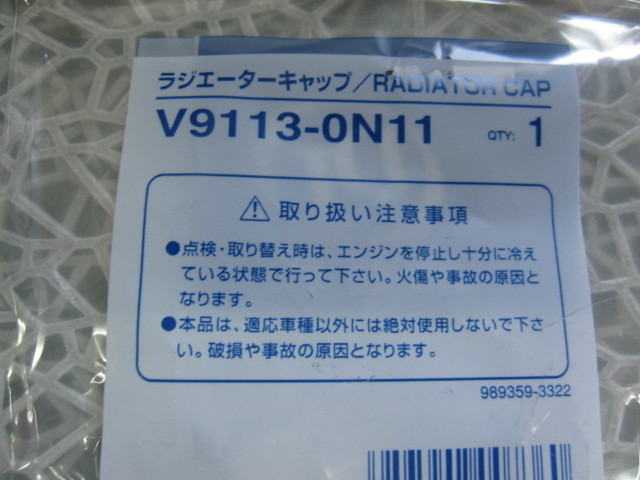 ラジエーターキャップ/RADIATOR CAP
V9113-0N11 QTY: 1
⚠ 取り扱い注意事項
●点検・取り替え時は、エンジンを停止し十分に冷え
ている状態で行って下さい。火傷や事故の原因と
なります。
●本品は、適応車種以外には絶対使用しないで下さ
い。破損や事故の原因となります。
989359-3322